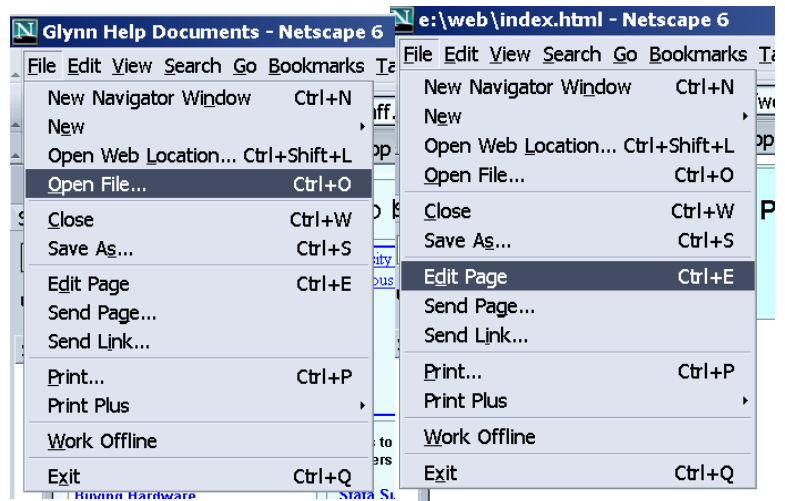 Glynn Help Documents - Netscape 6
File Edit View Search Go Bookmarks Ta
New Navigator Window Ctrl+N
New
Open Web Location... Ctrl+Shift+L
Open File... Ctrl+O
Close Ctrl+W
Save As... Ctrl+S
Edit Page Ctrl+E
Send Page...
Send Link...
Print... Ctrl+P
Print Plus
Work Offline
Exit Ctrl+Q
Buying Hardware
e:\web\index.html - Netscape 6
File Edit View Search Go Bookmarks Ta
New Navigator Window Ctrl+N
New
Open Web Location... Ctrl+Shift+L
Open File... Ctrl+O
Close Ctrl+W
Save As... Ctrl+S
Edit Page Ctrl+E
Send Page...
Send Link...
Print... Ctrl+P
Print Plus
Work Offline
Exit Ctrl+Q